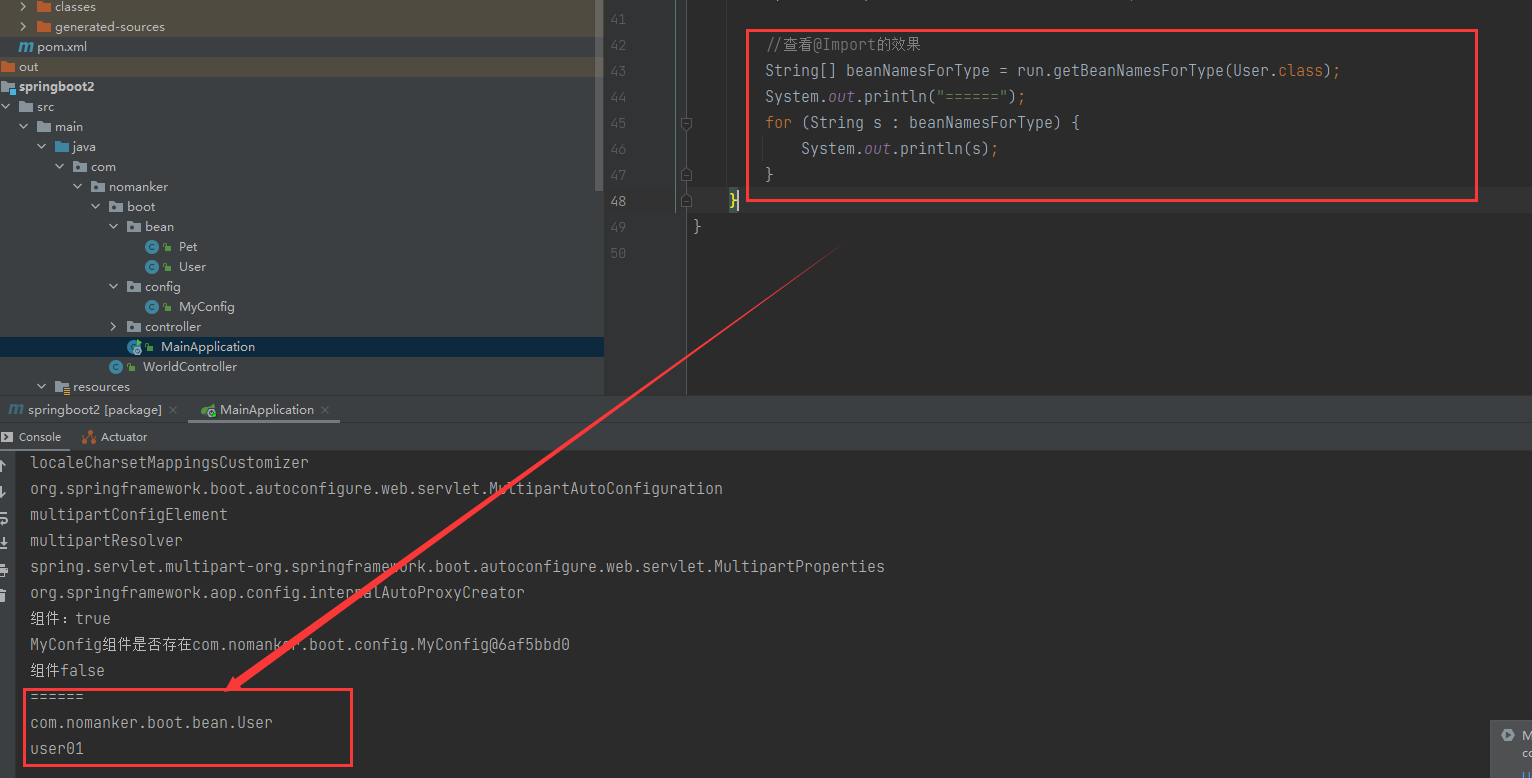 classes
generated-sources
pom.xml
out
springboot2
src
main
java
com
nomanker
boot
bean
Pet
User
config
MyConfig
controller
MainApplication
WorldController
resources
41
42 //查看@Import的效果
43 String[] beanNamesForType = run.getBeanNamesForType(User.class);
44 System.out.println("======");
45 for (String s : beanNamesForType) {
46 System.out.println(s);
47 }
48 }
49 }
50
springboot2 [package]
MainApplication
Console
Actuator
localeCharsetMappingsCustomizer
org.springframework.boot.autoconfigure.web.servlet.MultipartAutoConfiguration
multipartConfigElement
multipartResolver
spring.servlet.multipart-org.springframework.boot.autoconfigure.web.servlet.MultipartProperties
org.springframework.aop.config.internalAutoProxyCreator
组件：true
MyConfig组件是否存在com.nomanker.boot.config.MyConfig@6af5bbd0
组件false
======
com.nomanker.boot.bean.User
user01